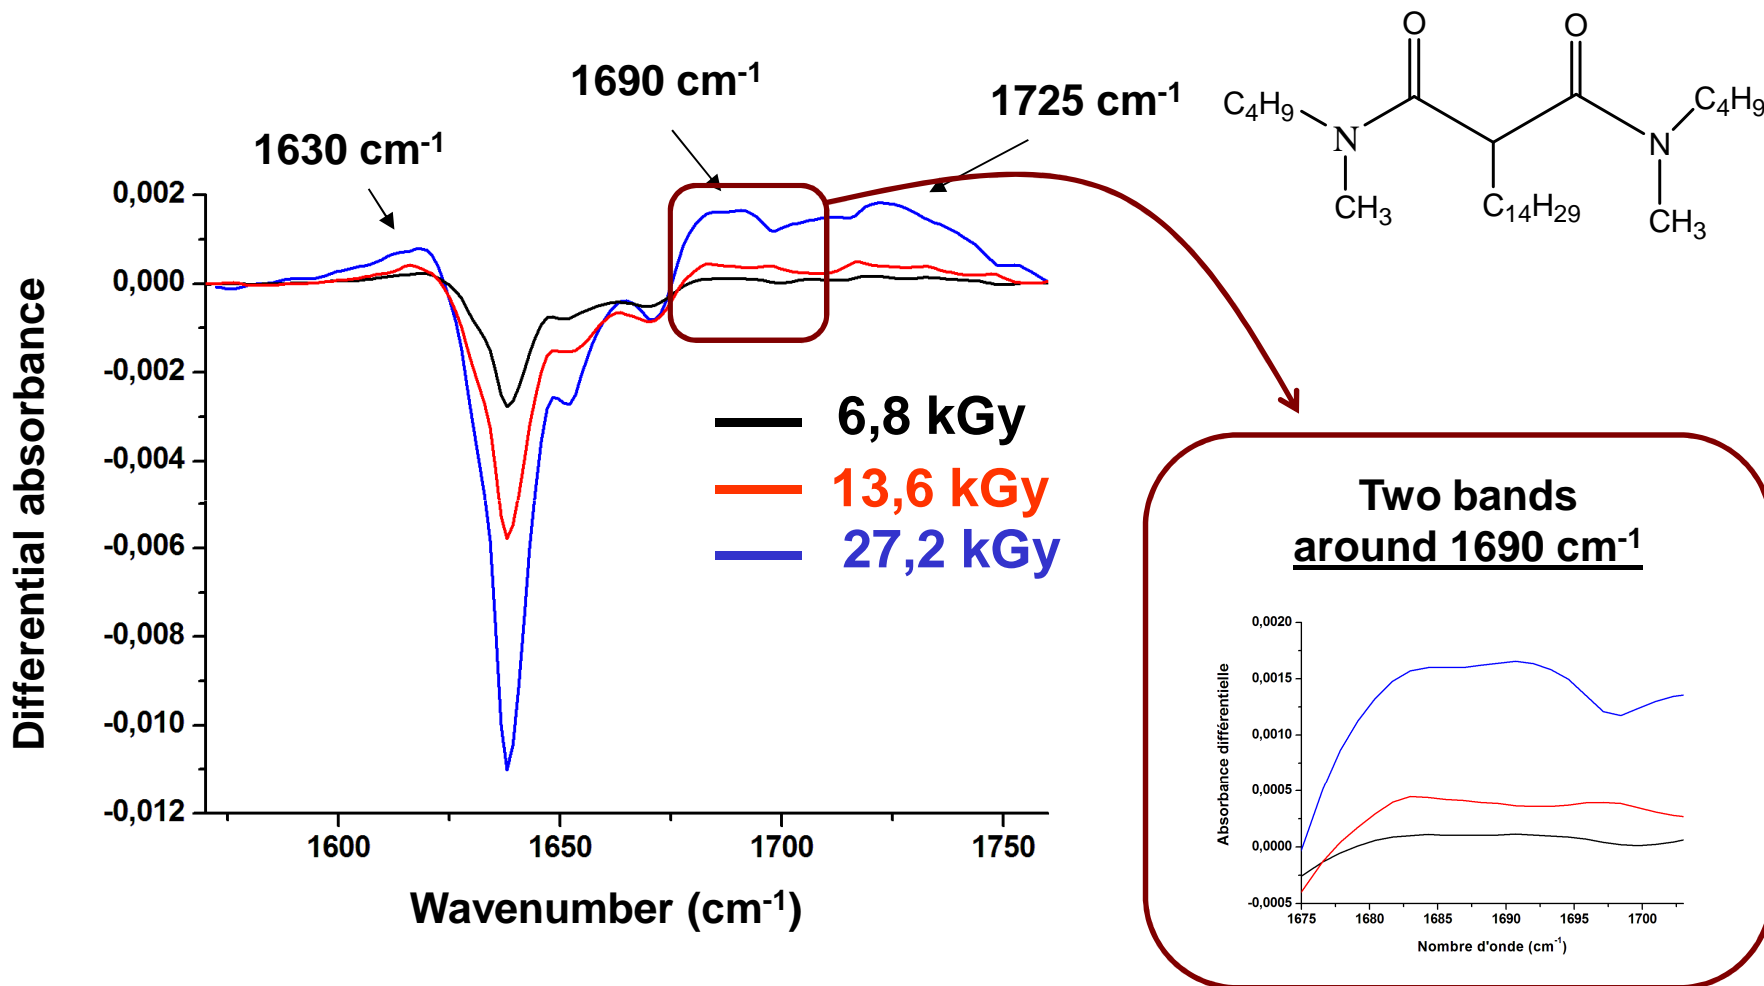 1630 cm-1
1690 cm-1
1725 cm-1
O
O
C4H9
N
CH3
C14H29
C4H9
N
CH3
Differential absorbance
0,002
0,000
-0,002
-0,004
-0,006
-0,008
-0,010
-0,012
1600
1650
1700
1750
Wavenumber (cm-1)
6,8 kGy
13,6 kGy
27,2 kGy
Two bands
around 1690 cm-1
Absorbance différentielle
0,0020
0,0015
0,0010
0,0005
0,0000
-0,0005
1675
1680
1685
1690
1695
1700
Nombre d'onde (cm-1)